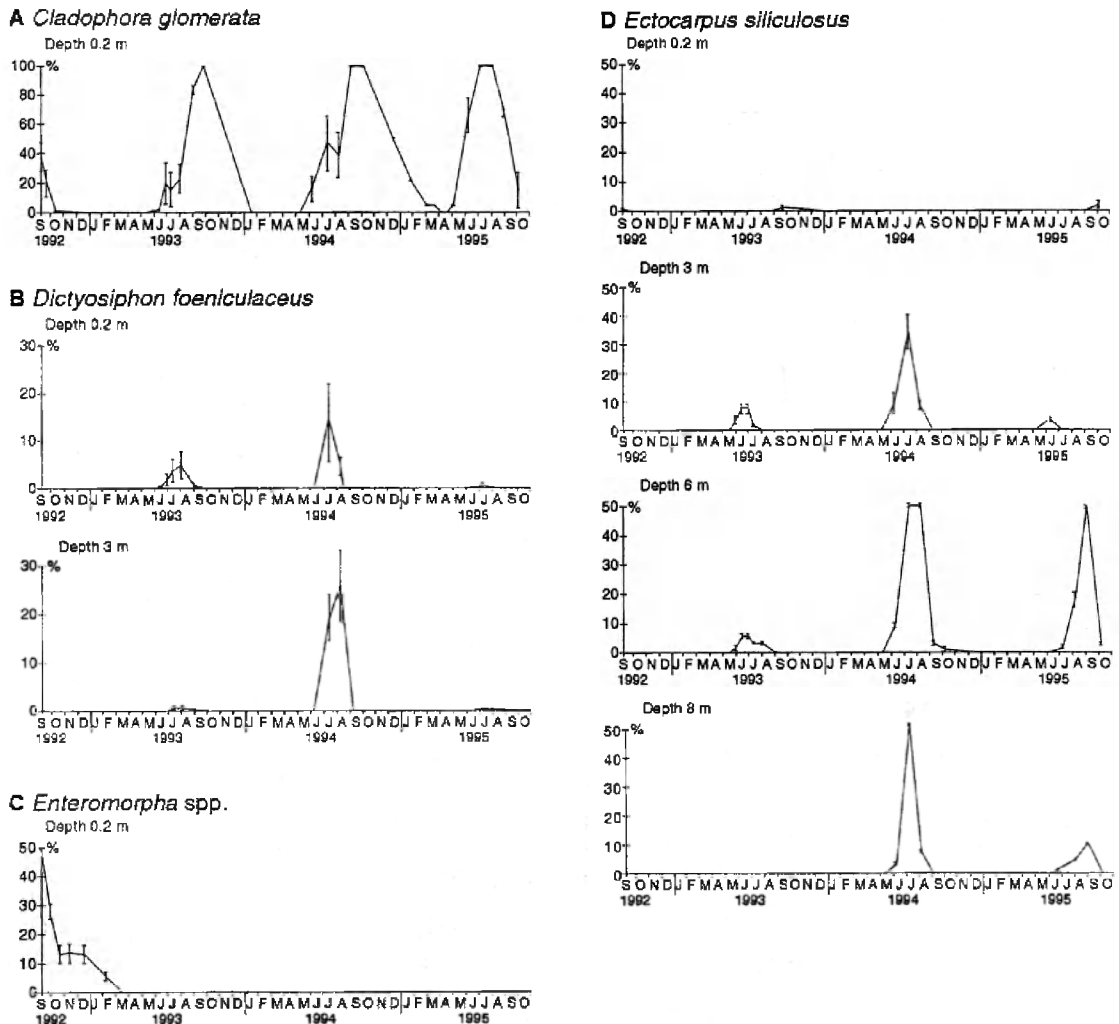 A Cladophora glomerata
Depth 0.2 m
100 %
80
60
40
20
0
S O N D J F M A M J J A S O N D J F M A M J J A S O N D J F M A M J J A S O
1992 1993 1994 1995
B Dictyosiphon foeniculaceus
Depth 0.2 m
30 %
20
10
0
S O N D J F M A M J J A S O N D J F M A M J J A S O N D J F M A M J J A S O
1992 1993 1994 1995
Depth 3 m
30 %
20
10
0
S O N D J F M A M J J A S O N D J F M A M J J A S O N D J F M A M J J A S O
1992 1993 1994 1995
C Enteromorpha spp.
Depth 0.2 m
50 %
40
30
20
10
0
S O N D J F M A M J J A S O N D J F M A M J J A S O N D J F M A M J J A S O
1992 1993 1994 1995
D Ectocarpus siliculosus
Depth 0.2 m
50 %
40
30
20
10
0
S O N D J F M A M J J A S O N D J F M A M J J A S O N D J F M A M J J A S O
1992 1993 1994 1995
Depth 3 m
50 %
40
30
20
10
0
S O N D J F M A M J J A S O N D J F M A M J J A S O N D J F M A M J J A S O
1992 1993 1994 1995
Depth 6 m
50 %
40
30
20
10
0
S O N D J F M A M J J A S O N D J F M A M J J A S O N D J F M A M J J A S O
1992 1993 1994 1995
Depth 8 m
50 %
40
30
20
10
0
S O N D J F M A M J J A S O N D J F M A M J J A S O N D J F M A M J J A S O
1992 1993 1994 1995